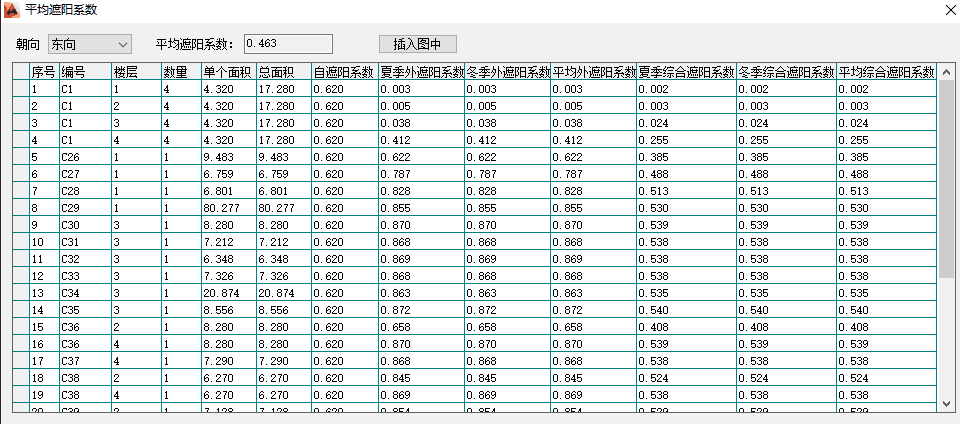 平均遮阳系数
朝向 东向 平均遮阳系数: 0.463 插入图中
序号 编号 楼层 数量 单个面积 总面积 自遮阳系数 夏季外遮阳系数 冬季外遮阳系数 平均外遮阳系数 夏季综合遮阳系数 冬季综合遮阳系数 平均综合遮阳系数
1 C1 1 4 4.320 17.280 0.620 0.003 0.003 0.003 0.002 0.002 0.002
2 C1 2 4 4.320 17.280 0.620 0.005 0.005 0.005 0.003 0.003 0.003
3 C1 3 4 4.320 17.280 0.620 0.038 0.038 0.038 0.024 0.024 0.024
4 C1 4 4 4.320 17.280 0.620 0.412 0.412 0.412 0.255 0.255 0.255
5 C26 1 1 9.483 9.483 0.620 0.622 0.622 0.622 0.385 0.385 0.385
6 C27 1 1 6.759 6.759 0.620 0.787 0.787 0.787 0.488 0.488 0.488
7 C28 1 1 6.801 6.801 0.620 0.828 0.828 0.828 0.513 0.513 0.513
8 C29 1 1 80.277 80.277 0.620 0.855 0.855 0.855 0.530 0.530 0.530
9 C30 3 1 8.280 8.280 0.620 0.870 0.870 0.870 0.539 0.539 0.539
10 C31 3 1 7.212 7.212 0.620 0.868 0.868 0.868 0.538 0.538 0.538
11 C32 3 1 6.348 6.348 0.620 0.869 0.869 0.869 0.538 0.538 0.538
12 C33 3 1 7.326 7.326 0.620 0.868 0.868 0.868 0.538 0.538 0.538
13 C34 3 1 20.874 20.874 0.620 0.863 0.863 0.863 0.535 0.535 0.535
14 C35 3 1 8.556 8.556 0.620 0.872 0.872 0.872 0.540 0.540 0.540
15 C36 2 1 8.280 8.280 0.620 0.658 0.658 0.658 0.408 0.408 0.408
16 C36 4 1 8.280 8.280 0.620 0.870 0.870 0.870 0.539 0.539 0.539
17 C37 4 1 7.290 7.290 0.620 0.868 0.868 0.868 0.538 0.538 0.538
18 C38 2 1 6.270 6.270 0.620 0.845 0.845 0.845 0.524 0.524 0.524
19 C38 4 1 6.270 6.270 0.620 0.869 0.869 0.869 0.538 0.538 0.538